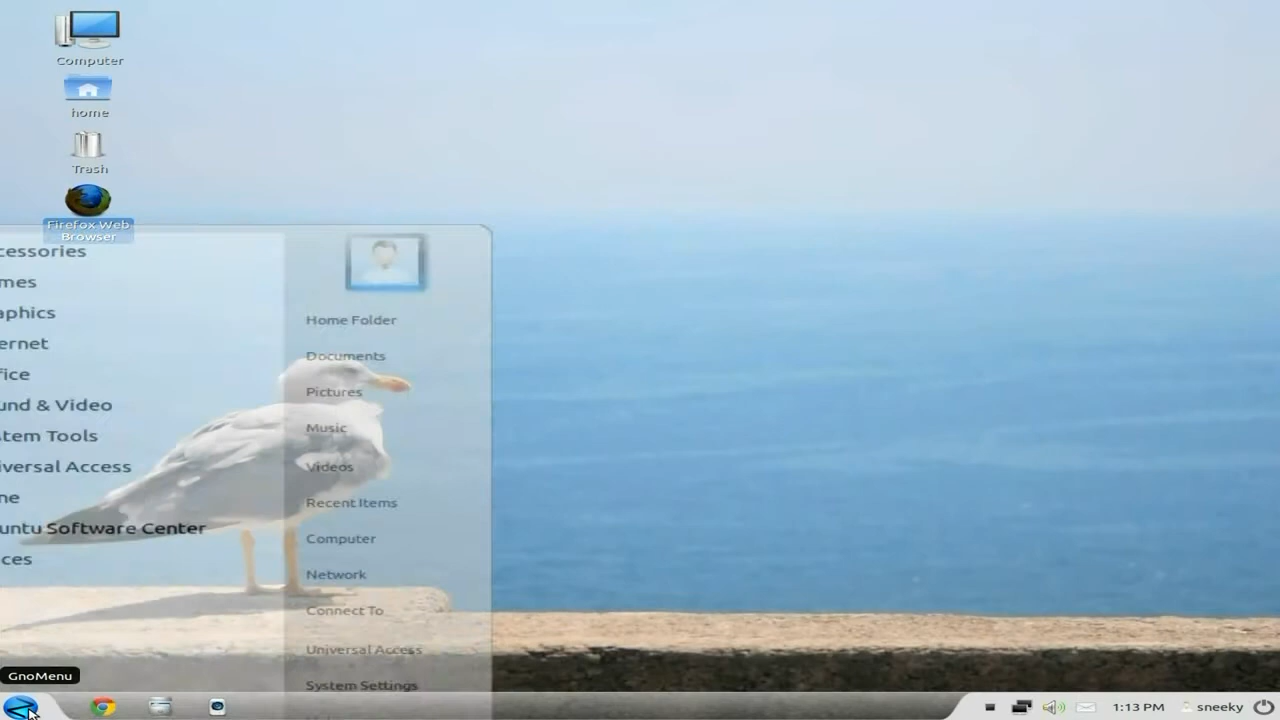 Computer
home
Trash
Firefox Web
Browser
cessories
mes
aphics
ernet
fice
und & Video
tem Tools
iversal Access
ne
untu Software Center
ces
Home Folder
Documents
Pictures
Music
Videos
Recent Items
Computer
Network
Connect To
Universal Access
System Settings
GnoMenu
1:13 PM
sneeky